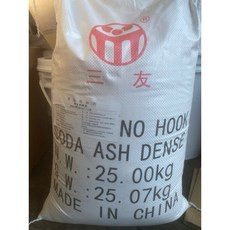 ®
三 友
NO HOOK
SODA ASH DENSE
N.W.:25.00kg
G.W.:25.07kg
MADE IN CHINA